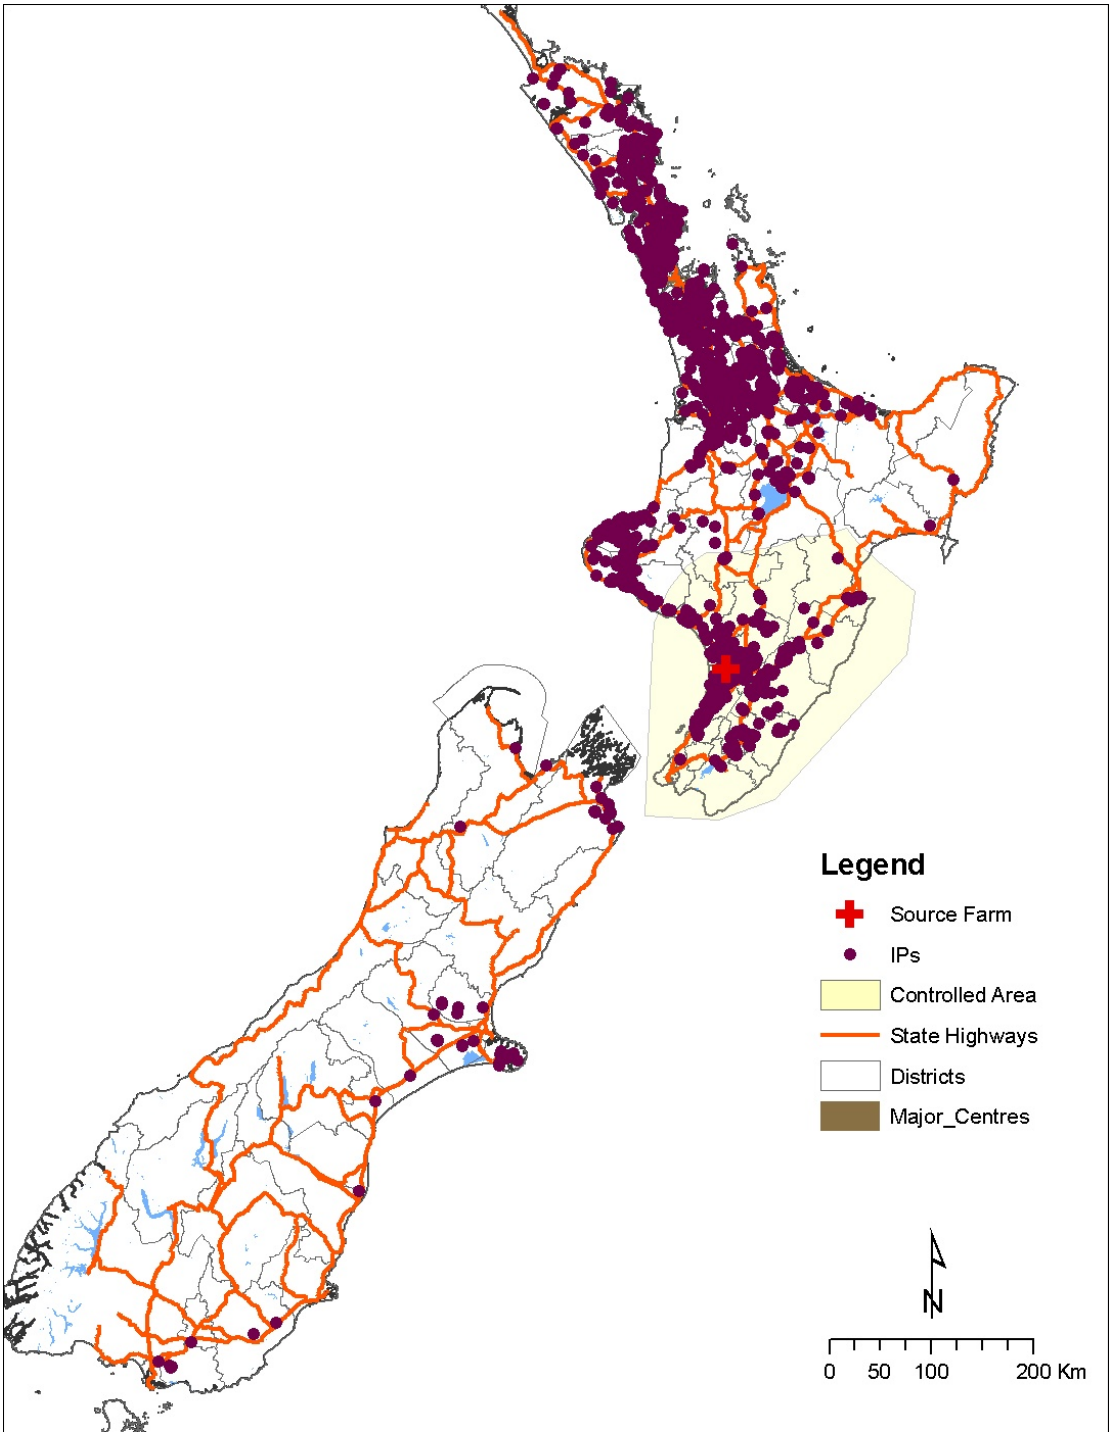 Legend
Source Farm
IPs
Controlled Area
State Highways
Districts
Major_Centres
N
0 50 100 200 Km